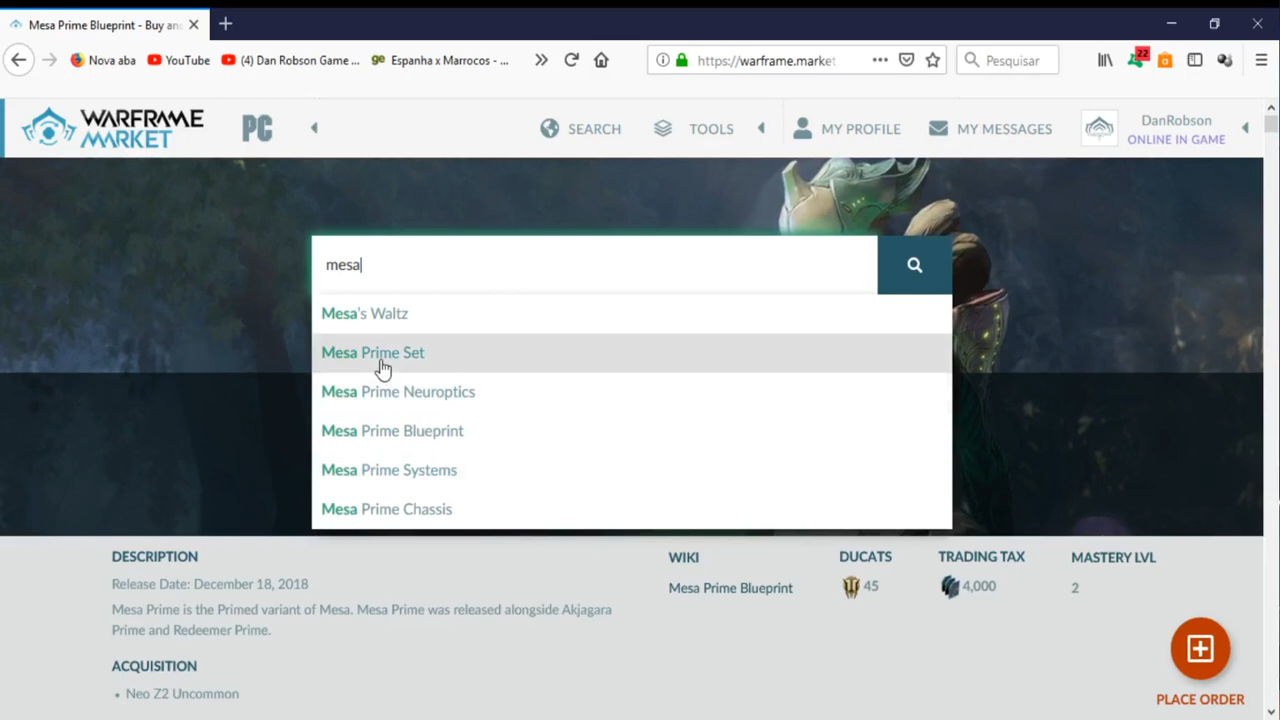 Mesa Prime Blueprint - Buy an
Nova aba YouTube (4) Dan Robson Game ... Espanha x Marrocos - ... https://warframe.market Pesquisar 22
WARFRAME MARKET PC SEARCH TOOLS MY PROFILE MY MESSAGES DanRobson
ONLINE IN GAME
mesa
Mesa's Waltz
Mesa Prime Set
Mesa Prime Neuroptics
Mesa Prime Blueprint
Mesa Prime Systems
Mesa Prime Chassis
DESCRIPTION
Release Date: December 18, 2018
Mesa Prime is the Primed variant of Mesa. Mesa Prime was released alongside Akjagara
Prime and Redeemer Prime.
ACQUISITION
• Neo Z2 Uncommon
WIKI
Mesa Prime Blueprint
DUCATS
45
TRADING TAX
4,000
MASTERY LVL
2
PLACE ORDER